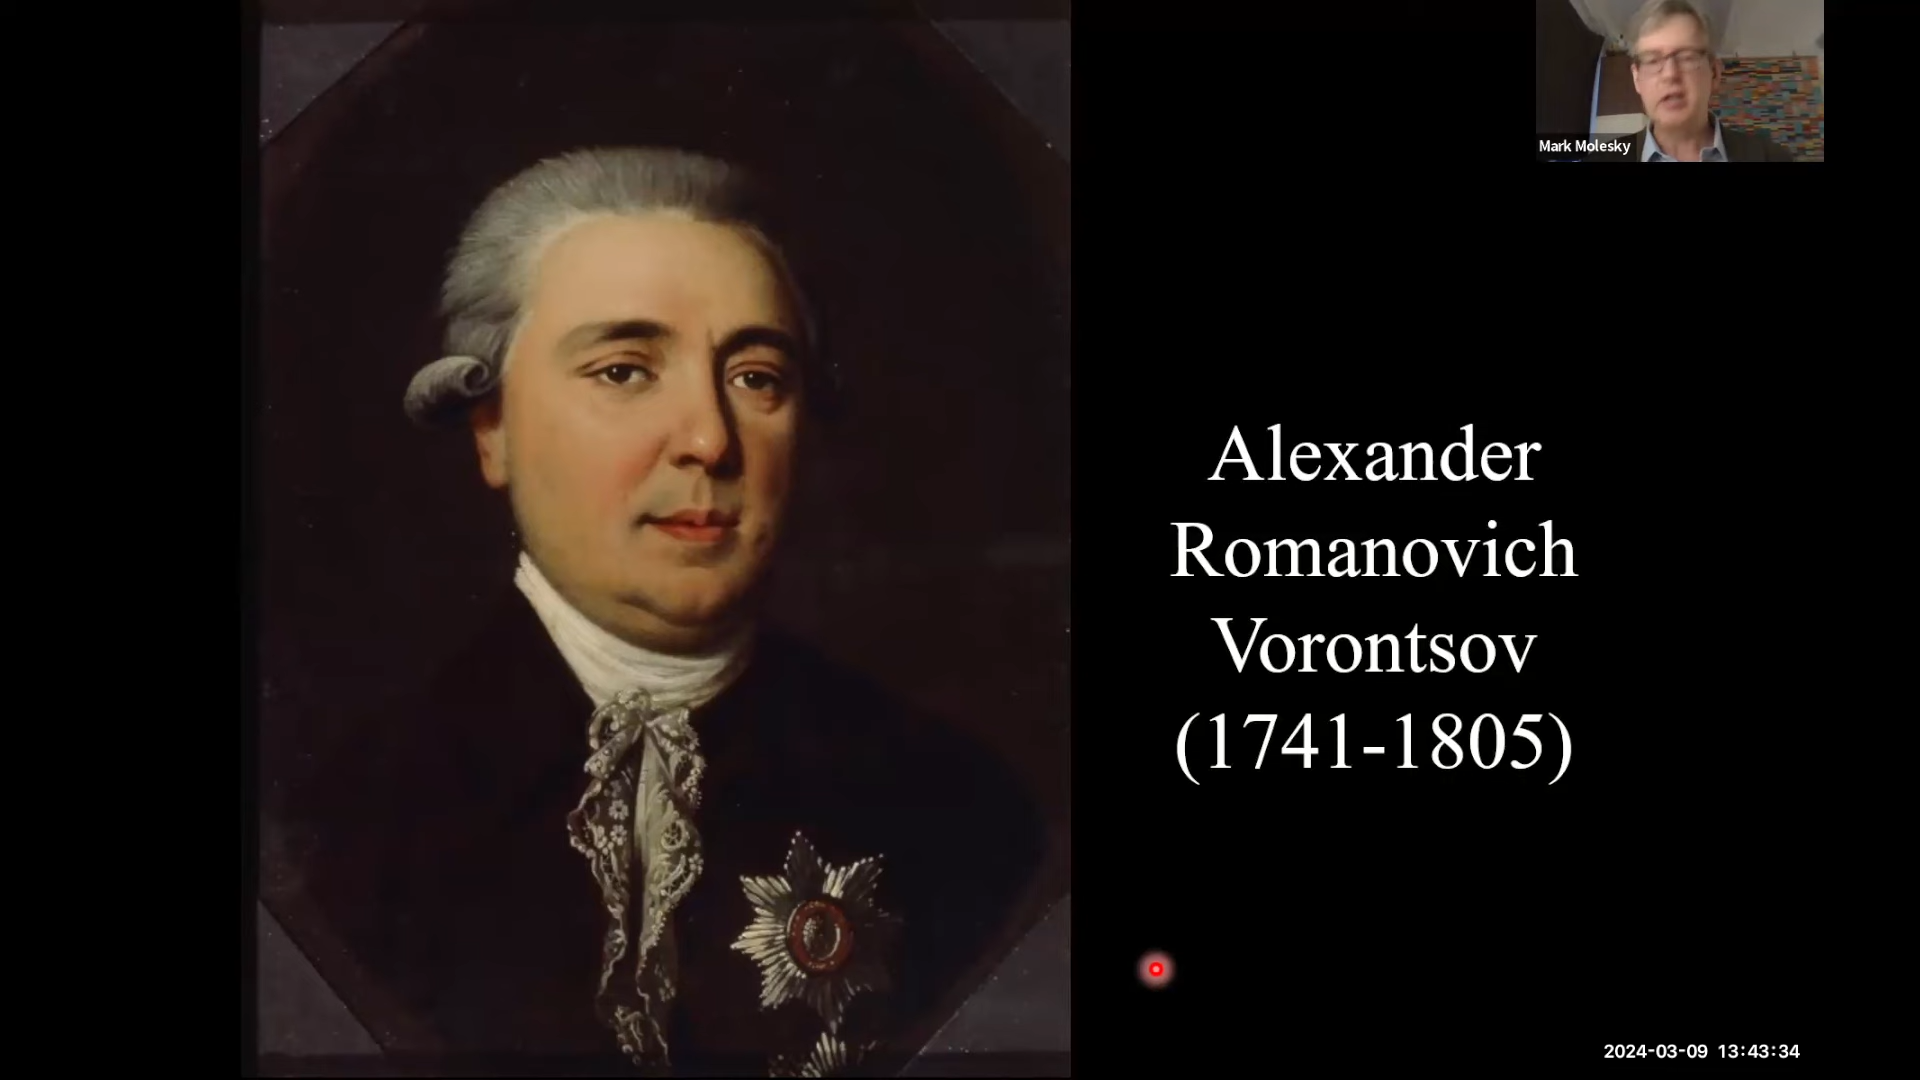 Mark Molesky
Alexander
Romanovich
Vorontsov
(1741-1805)
2024-03-09 13:43:34